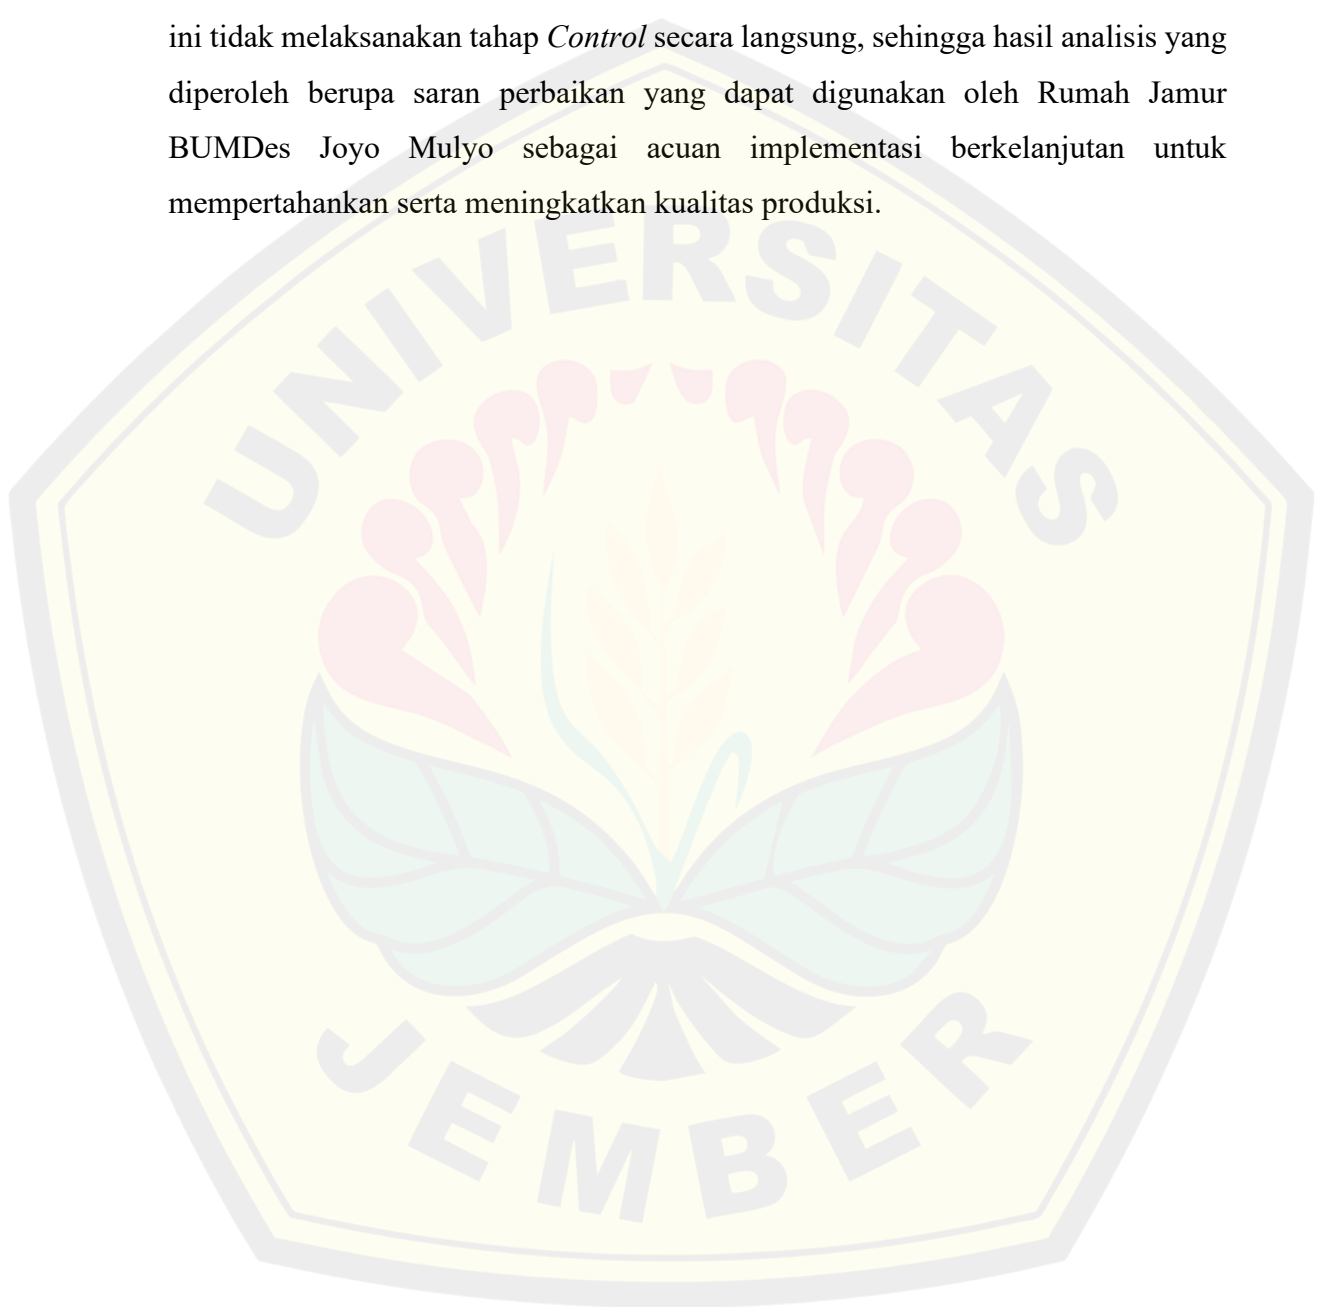 ini tidak melaksanakan tahap Control secara langsung, sehingga hasil analisis yang
diperoleh berupa saran perbaikan yang dapat digunakan oleh Rumah Jamur
BUMDes Joyo Mulyo sebagai acuan implementasi berkelanjutan untuk
mempertahankan serta meningkatkan kualitas produksi.
UNIVERSITAS
JEMBER